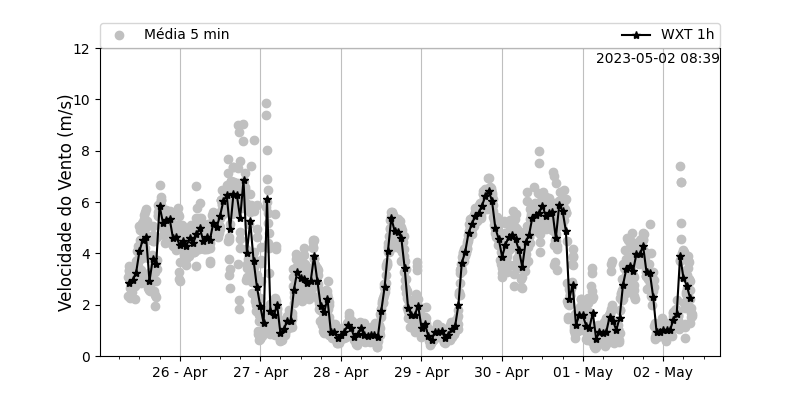 Média 5 min
WXT 1h
2023-05-02 08:39
Velocidade do Vento (m/s)
12
10
8
6
4
2
0
26 - Apr
27 - Apr
28 - Apr
29 - Apr
30 - Apr
01 - May
02 - May